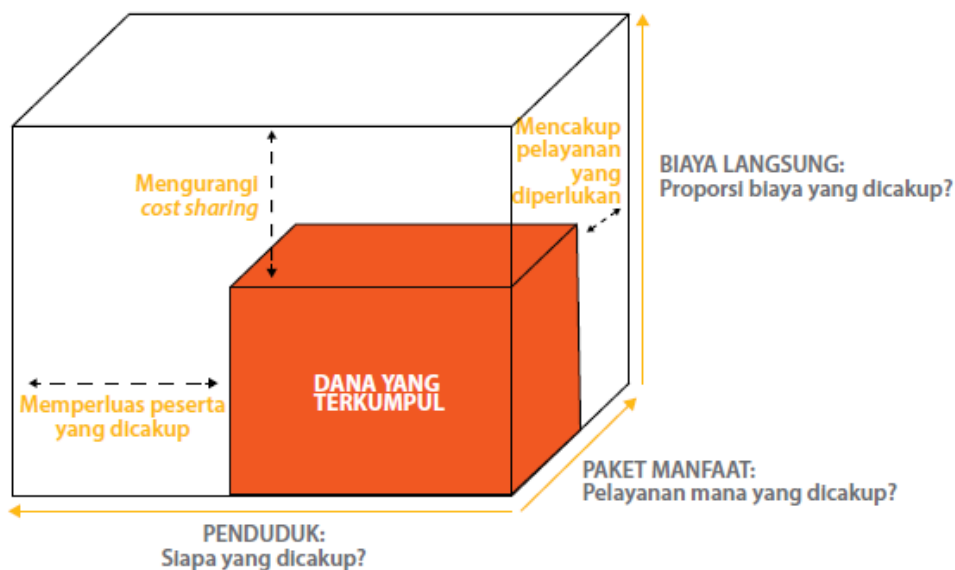 Mencakup
pelayanan
yang
diperlukan
Mengurangi
cost sharing
BIAYA LANGSUNG:
Proporsi biaya yang dicakup?
DANA YANG
TERKUMPUL
Memperluas peserta
yang dicakup
PAKET MANFAAT:
Pelayanan mana yang dicakup?
PENDUDUK:
Siapa yang dicakup?